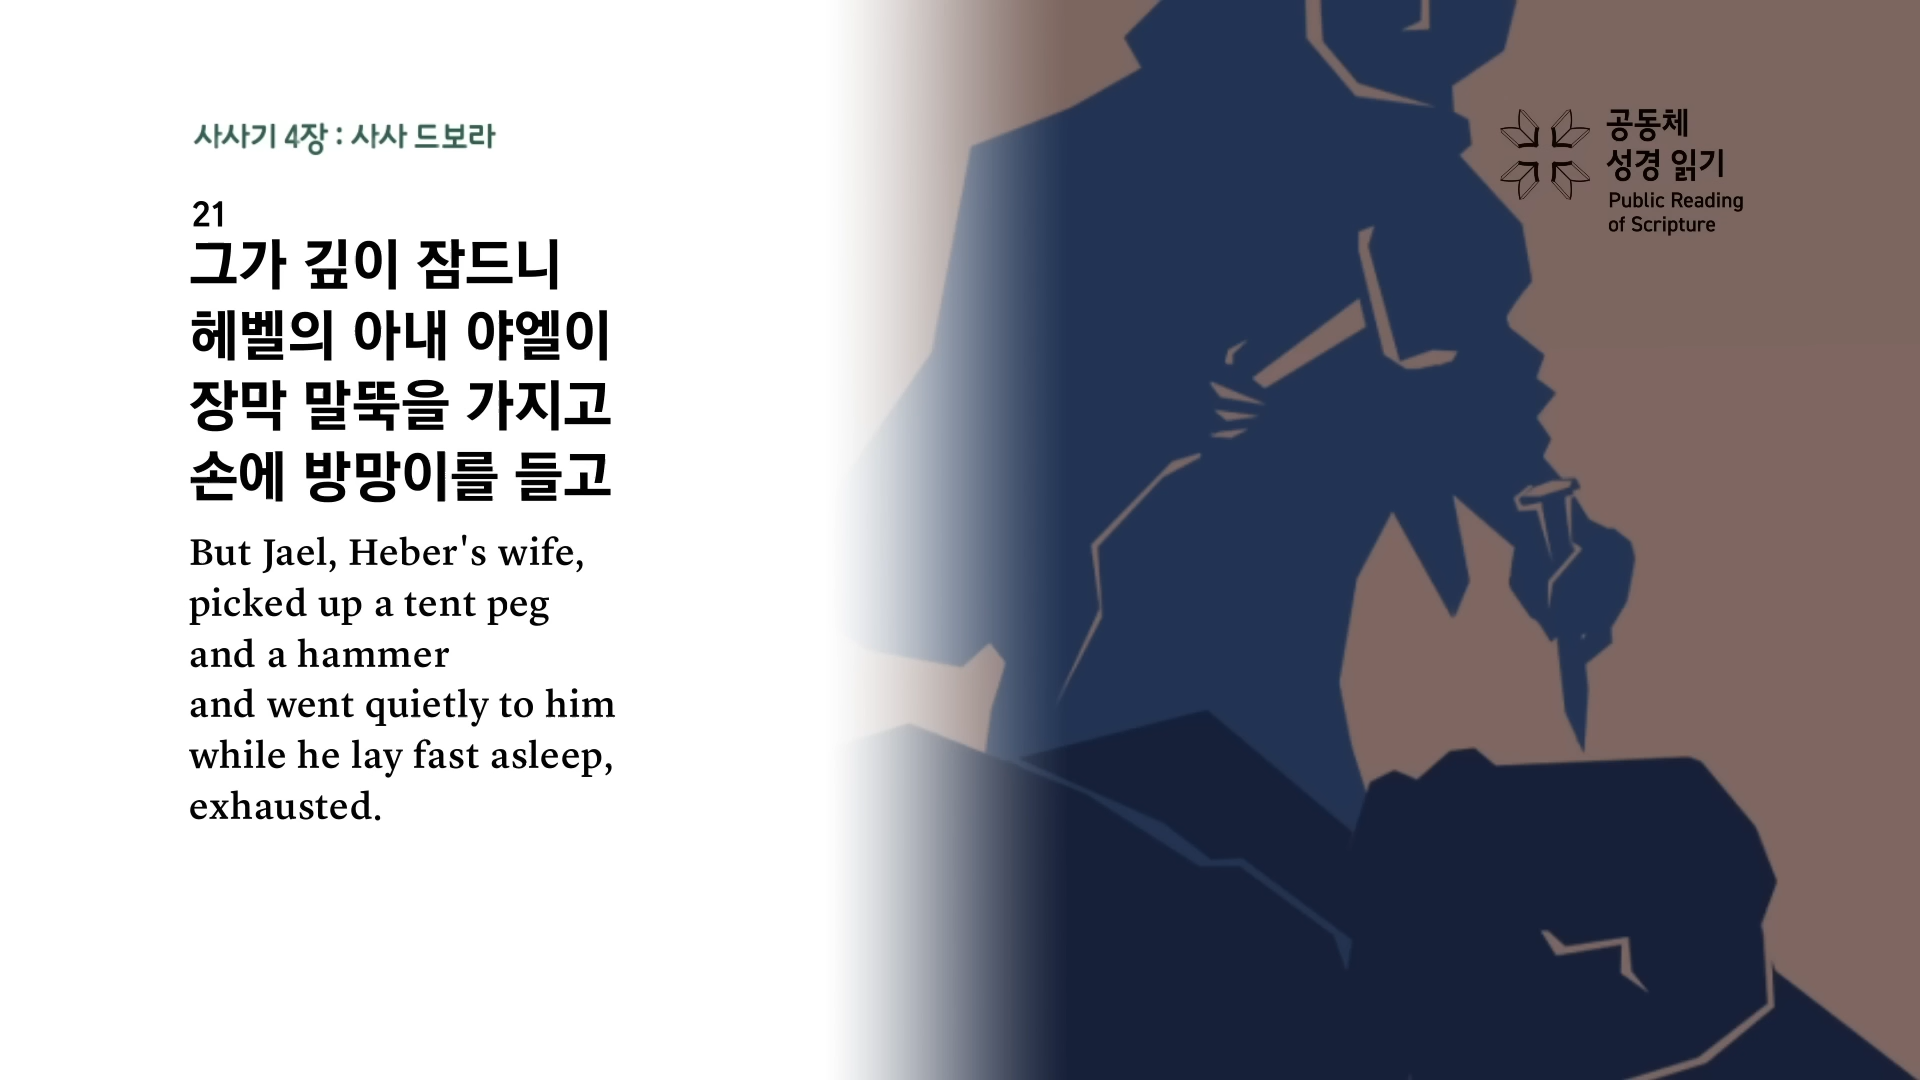 사사기 4장 : 사사 드보라
공동체
성경 읽기
Public Reading
of Scripture
21
그가 깊이 잠드니
헤벨의 아내 야엘이
장막 말뚝을 가지고
손에 방망이를 들고
But Jael, Heber's wife,
picked up a tent peg
and a hammer
and went quietly to him
while he lay fast asleep,
exhausted.